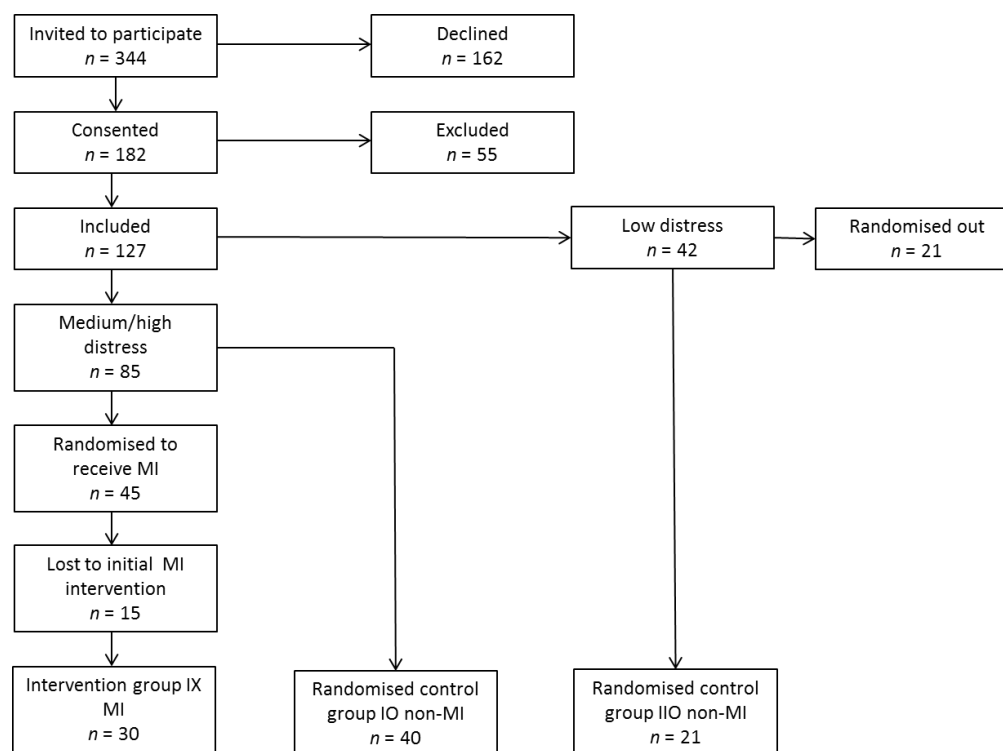 Invited to participate
n = 344
Declined
n = 162
Consented
n = 182
Excluded
n = 55
Included
n = 127
Low distress
n = 42
Randomised out
n = 21
Medium/high
distress
n = 85
Randomised to
receive MI
n = 45
Lost to initial MI
intervention
n = 15
Intervention group IX
MI
n = 30
Randomised control
group IO non-MI
n = 40
Randomised control
group IIO non-MI
n = 21